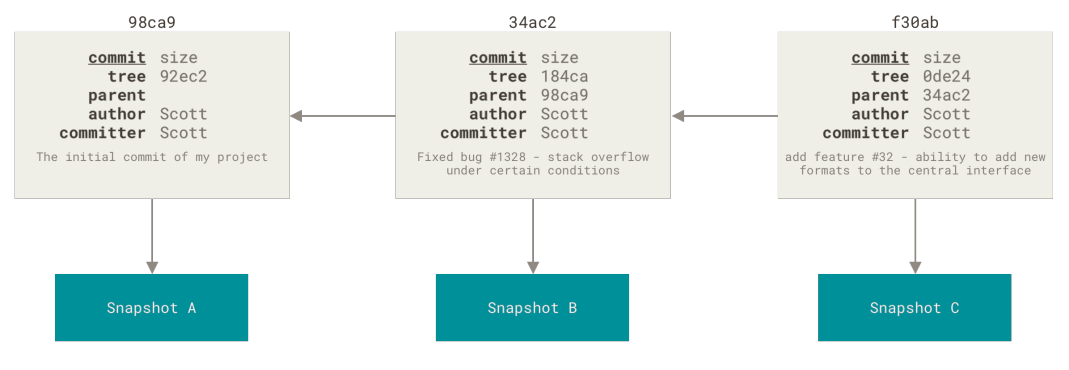 98ca9
commit size
tree 92ec2
parent
author Scott
committer Scott
The initial commit of my project
Snapshot A
34ac2
commit size
tree 184ca
parent 98ca9
author Scott
committer Scott
Fixed bug #1328 - stack overflow
under certain conditions
Snapshot B
f30ab
commit size
tree 0de24
parent 34ac2
author Scott
committer Scott
add feature #32 - ability to add new
formats to the central interface
Snapshot C